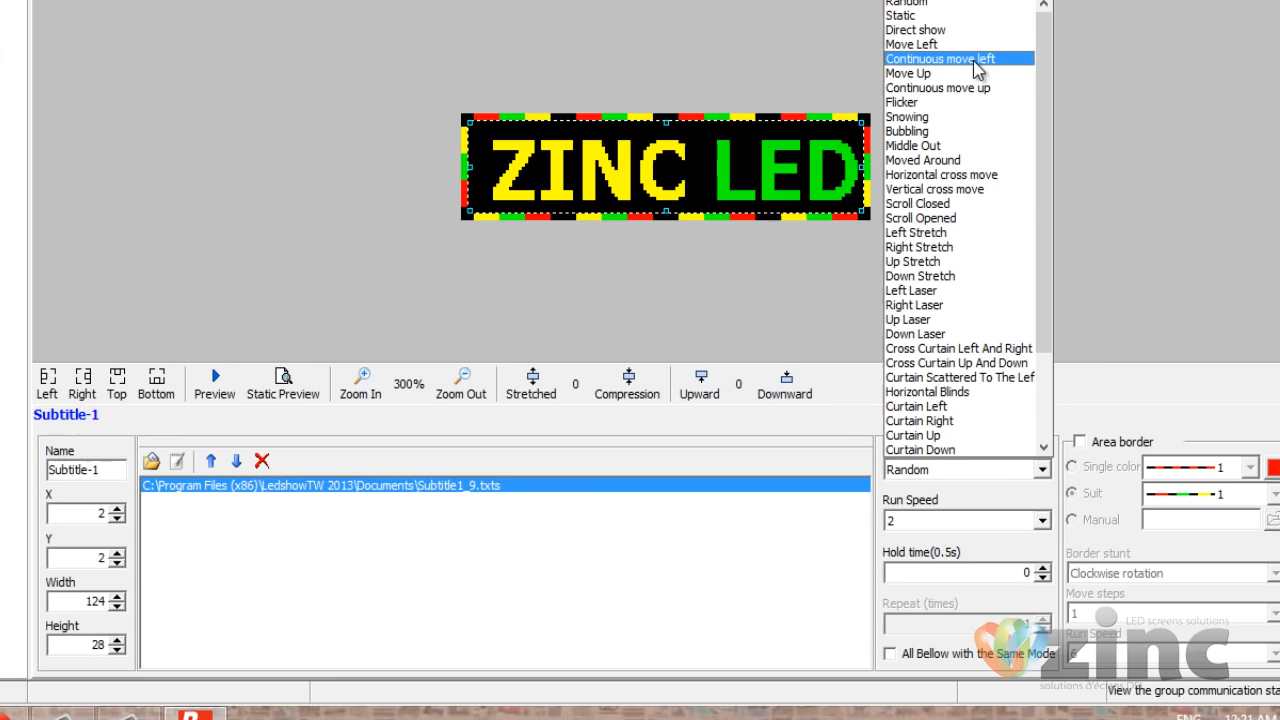 Random
Static
Direct show
Move Left
Continuous move left
Move Up
Continuous move up
Flicker
Snowing
Bubbling
Middle Out
Moved Around
Horizontal cross move
Vertical cross move
Scroll Closed
Scroll Opened
Left Stretch
Right Stretch
Up Stretch
Down Stretch
Left Laser
Right Laser
Up Laser
Down Laser
Cross Curtain Left And Right
Cross Curtain Up And Down
Curtain Scattered To The Lef
Horizontal Blinds
Curtain Left
Curtain Right
Curtain Up
Curtain Down
ZINC LED
Left Right Top Bottom Preview Static Preview Zoom In 300% Zoom Out Stretched 0 Compression Upward 0 Downward
Subtitle-1
Name
Subtitle-1
X
2
Y
2
Width
124
Height
28
C:\Program Files (x86)\LedshowTW 2013\Documents\Subtitle1_9.txts
Random
Run Speed
2
Hold time(0.5s)
0
Repeat (times)
1
All Bellow with the Same Mode
Area border
Single color 1
Suit 1
Manual
Border stunt
Clockwise rotation
Move steps
1
Run Speed
6
LED screens solutions
zinc
View the group communication sta
ENG 12:21 AM